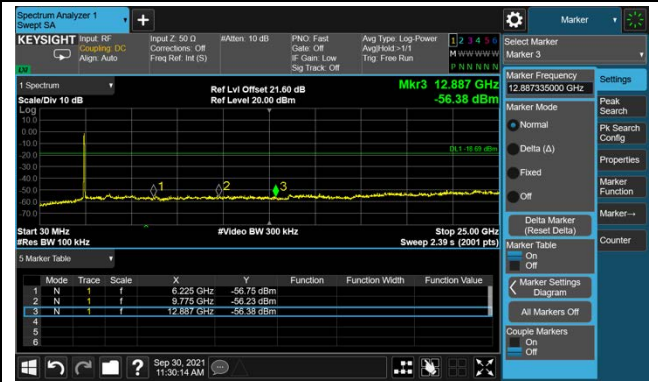 Spectrum Analyzer 1
Swept SA
Marker
KEYSIGHT
Input: RF
Coupling: DC
Align: Auto
Input Z: 50 Ω
Corrections: Off
Freq Ref: Int (S)
#Atten: 10 dB
PNO: Fast
Gate: Off
IF Gain: Low
Sig Track: Off
Avg Type: Log-Power
Avg|Hold >1/1
Trig: Free Run
1 2 3 4 5 6
M W W W W W
P N N N N N
Select Marker
Marker 3
1 Spectrum
Scale/Div 10 dB
Log
Ref Lvl Offset 21.60 dB
Ref Level 20.00 dBm
Mkr3 12.887 GHz
-56.38 dBm
10.0
0.00
-10.0
-20.0
-30.0
-40.0
-50.0
-60.0
-70.0
1
2
3
Start 30 MHz
#Res BW 100 kHz
#Video BW 300 kHz
Stop 25.00 GHz
Sweep 2.39 s (2001 pts)
5 Marker Table
Mode Trace Scale X Y Function Function Width Function Value
1 N 1 f 6.225 GHz -56.75 dBm
2 N 1 f 9.775 GHz -56.23 dBm
3 N 1 f 12.887 GHz -56.38 dBm
4
5
6
Marker Frequency
12.887335000 GHz
Marker Mode
Normal
Delta (Δ)
Fixed
Off
Delta Marker
(Reset Delta)
Marker Table
On
Off
Marker Settings
Diagram
All Markers Off
Couple Markers
On
Off
Settings
Peak
Search
Pk Search
Config
Properties
Marker
Function
Marker→
Counter
?
Sep 30, 2021
11:30:14 AM